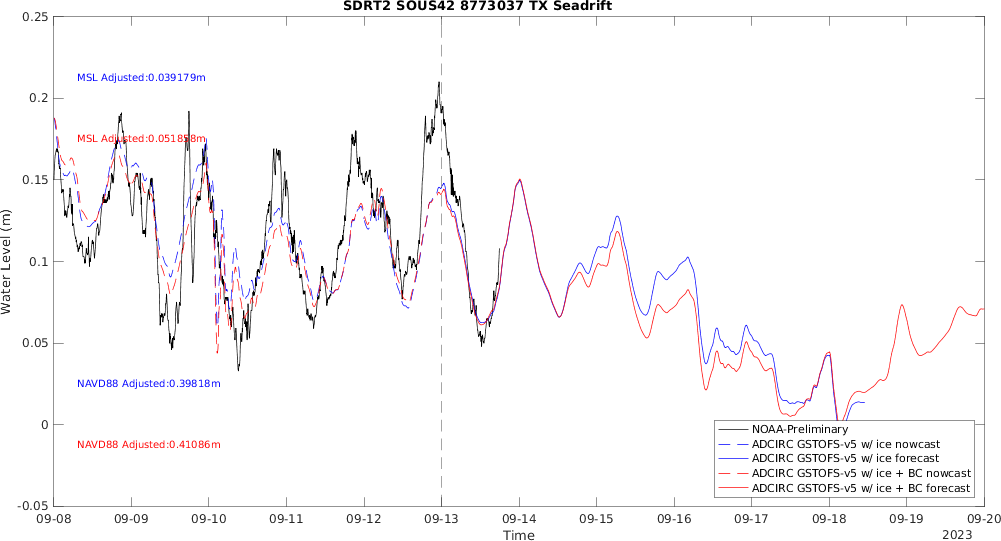 SDRT2 SOUS42 8773037 TX Seadrift
0.25
0.2
0.15
0.1
0.05
0
-0.05
Water Level (m)
MSL Adjusted:0.039179m
MSL Adjusted:0.051858m
NAVD88 Adjusted:0.39818m
NAVD88 Adjusted:0.41086m
NOAA-Preliminary
ADCIRC GSTOFS-v5 w/ ice nowcast
ADCIRC GSTOFS-v5 w/ ice forecast
ADCIRC GSTOFS-v5 w/ ice + BC nowcast
ADCIRC GSTOFS-v5 w/ ice + BC forecast
09-08 09-09 09-10 09-11 09-12 09-13 09-14 09-15 09-16 09-17 09-18 09-19 09-20
Time
2023